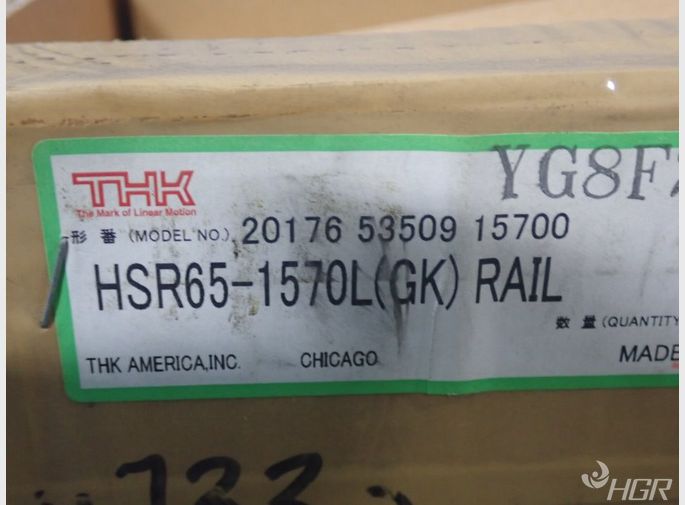 YG8F
THK
The Mark of Linear Motion
形 番 (MODEL NO.) 20176 53509 15700
HSR65-1570L(GK) RAIL
数 量 (QUANTITY
MADE
THK AMERICA,INC. CHICAGO
HGR